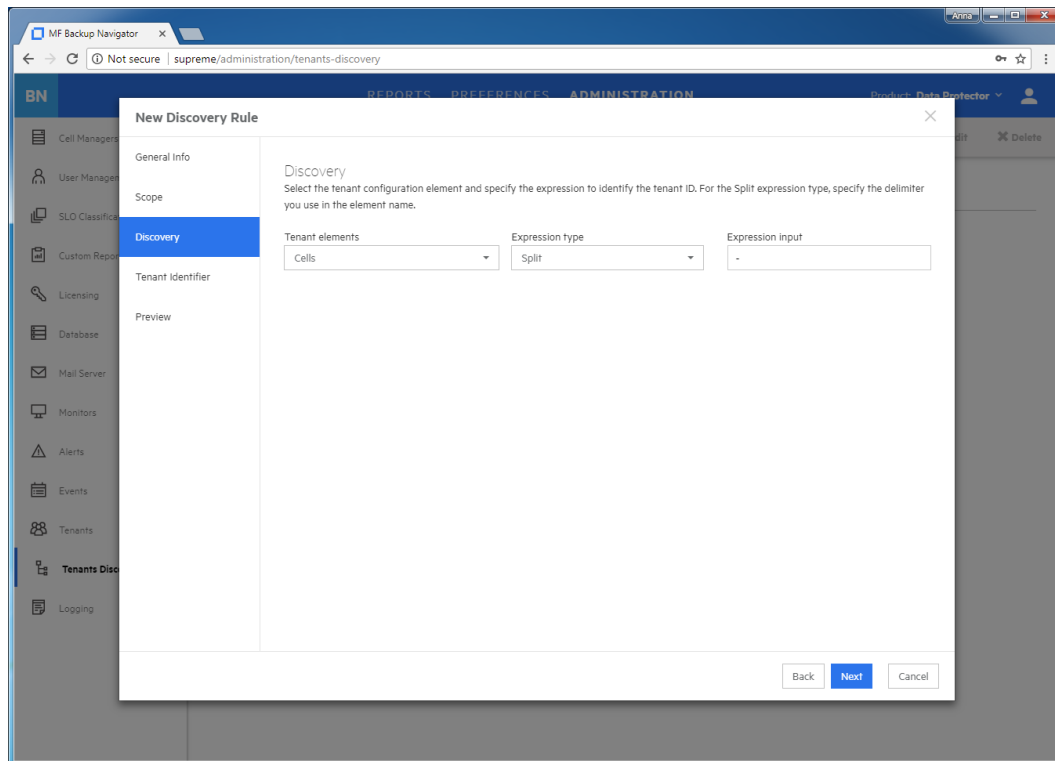 Anna
MF Backup Navigator
Not secure | supreme/administration/tenants-discovery
BN
REPORTS PREFERENCES ADMINISTRATION
Product: Data Protector
New Discovery Rule
Delete
Cell Managers
User Manage
SLO Classifica
Custom Repor
Licensing
Database
Mail Server
Monitors
Alerts
Events
Tenants
Tenants Disc
Logging
General Info
Scope
Discovery
Tenant Identifier
Preview
Discovery
Select the tenant configuration element and specify the expression to identify the tenant ID. For the Split expression type, specify the delimiter
you use in the element name.
Tenant elements
Expression type
Expression input
Cells
Split
-
Back
Next
Cancel